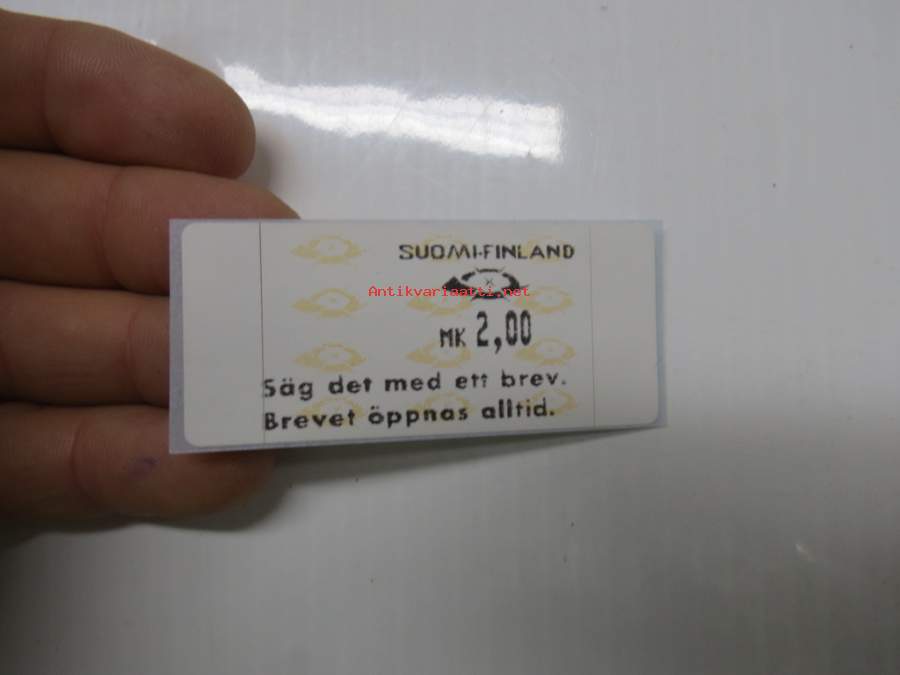 SUOMI-FINLAND
Antikvariaatti.net
MK 2,00
Säg det med ett brev.
Brevet öppnas alltid.